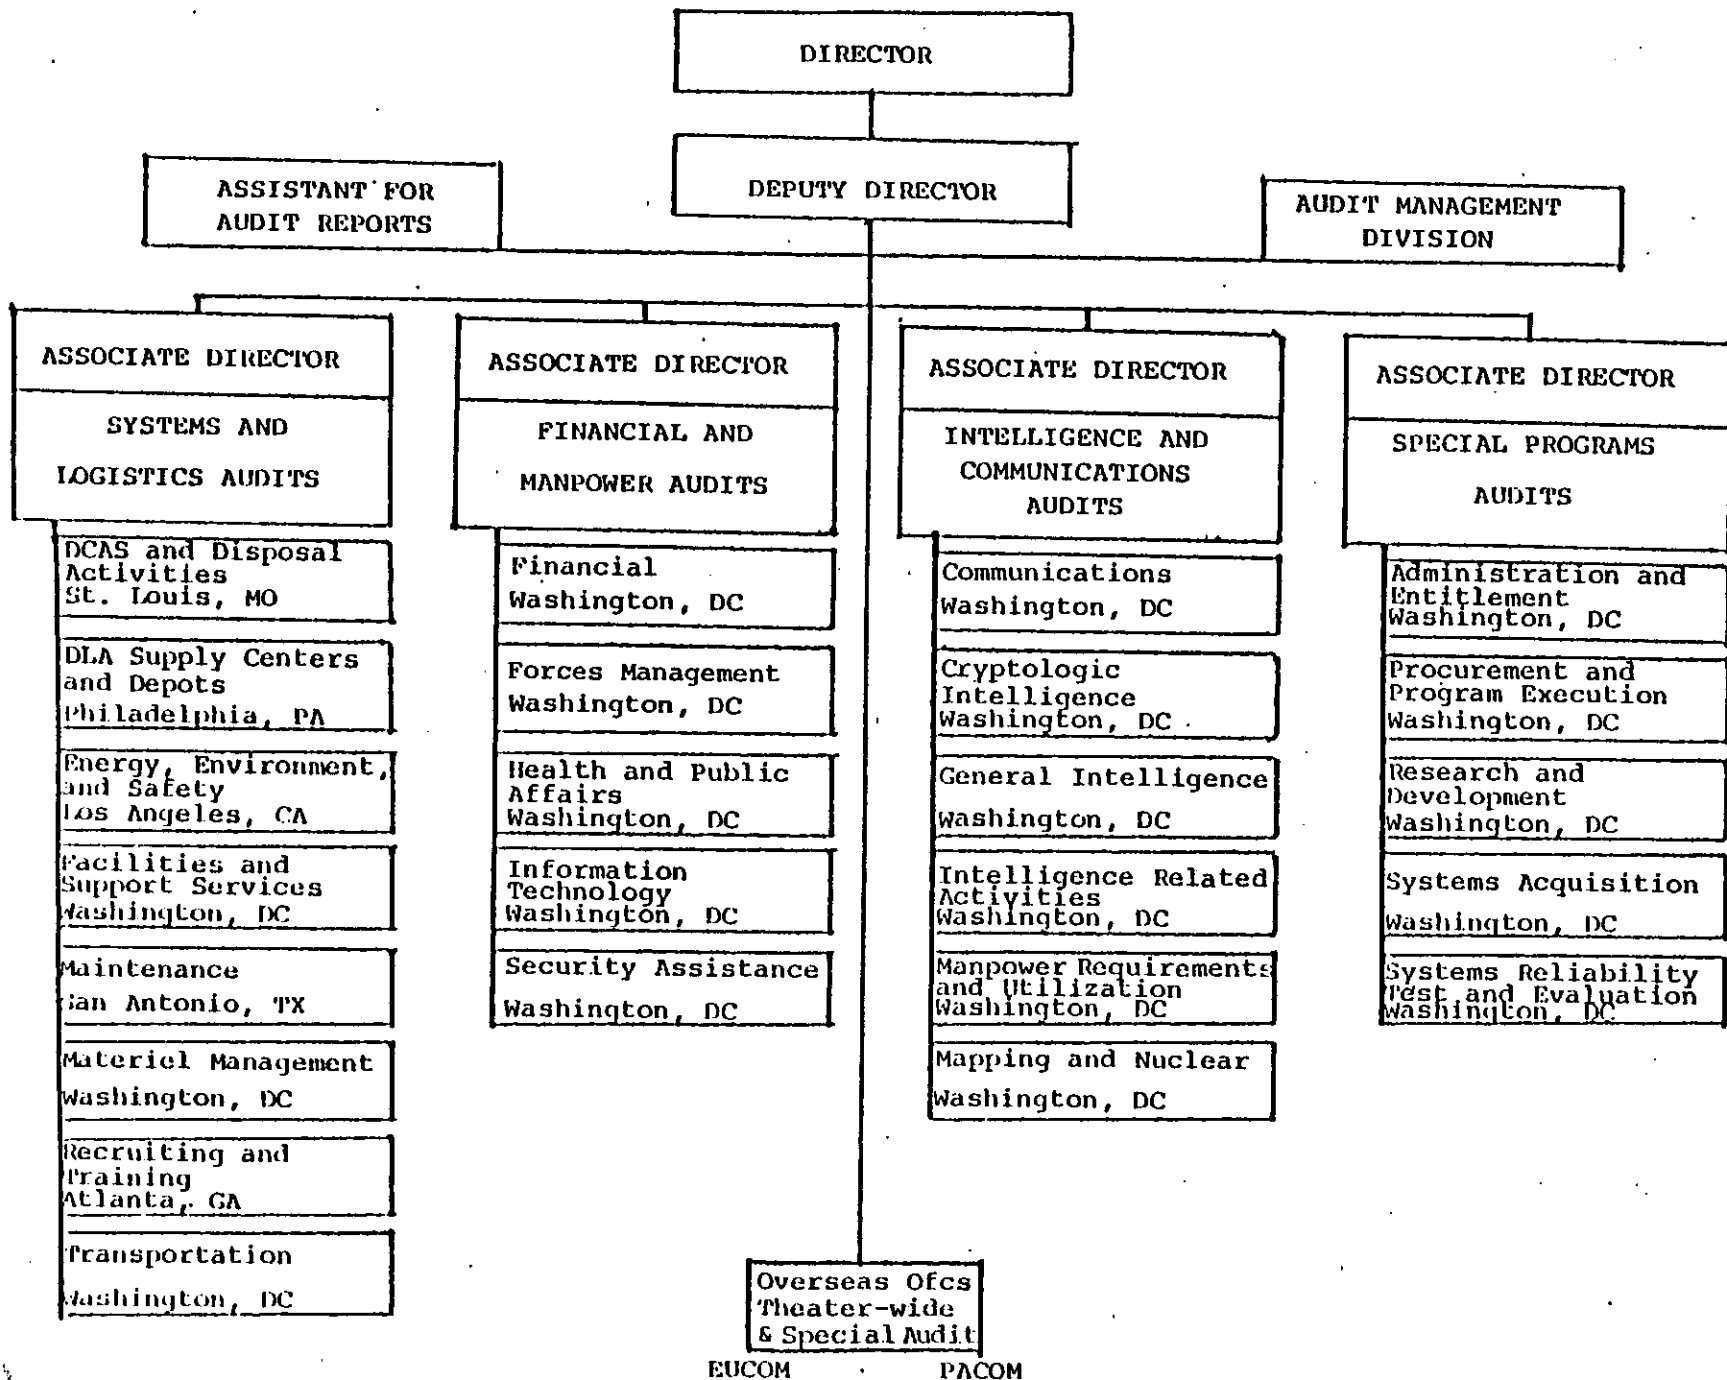 DIRECTOR
DEPUTY DIRECTOR
ASSISTANT FOR
AUDIT REPORTS
AUDIT MANAGEMENT
DIVISION
ASSOCIATE DIRECTOR
SYSTEMS AND
LOGISTICS AUDITS
DCAS and Disposal
Activities
St. Louis, MO
DLA Supply Centers
and Depots
Philadelphia, PA
Energy, Environment,
and Safety
Los Angeles, CA
Facilities and
Support Services
Washington, DC
Maintenance
San Antonio, TX
Materiel Management
Washington, DC
Recruiting and
Training
Atlanta, GA
Transportation
Washington, DC
ASSOCIATE DIRECTOR
FINANCIAL AND
MANPOWER AUDITS
Financial
Washington, DC
Forces Management
Washington, DC
Health and Public
Affairs
Washington, DC
Information
Technology
Washington, DC
Security Assistance
Washington, DC
ASSOCIATE DIRECTOR
INTELLIGENCE AND
COMMUNICATIONS
AUDITS
Communications
Washington, DC
Cryptologic
Intelligence
Washington, DC
General Intelligence
Washington, DC
Intelligence Related
Activities
Washington, DC
Manpower Requirements
and Utilization
Washington, DC
Mapping and Nuclear
Washington, DC
ASSOCIATE DIRECTOR
SPECIAL PROGRAMS
AUDITS
Administration and
Entitlement
Washington, DC
Procurement and
Program Execution
Washington, DC
Research and
Development
Washington, DC
Systems Acquisition
Washington, DC
Systems Reliability
Test and Evaluation
Washington, DC
Overseas Ofcs
Theater-wide
& Special Audit
EUCOM PACOM